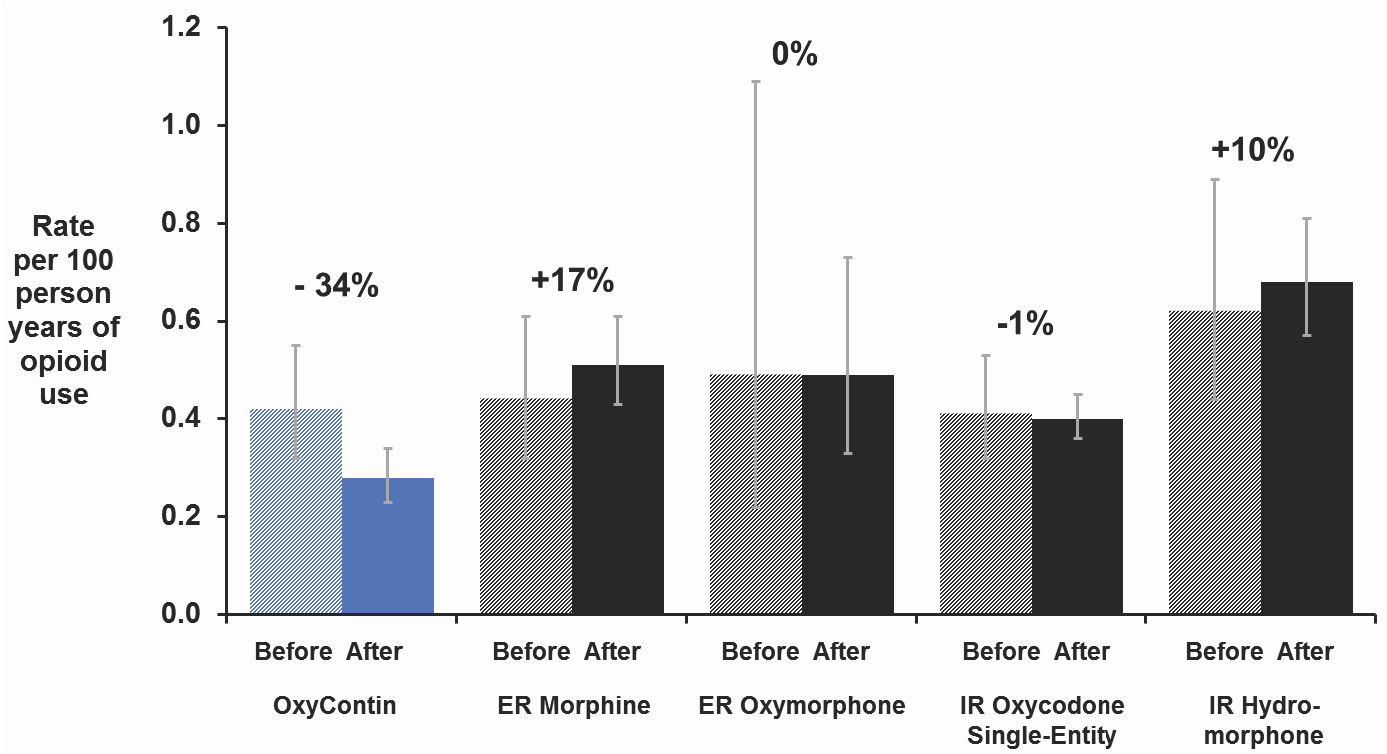 1.2
1.0
0.8
0.6
0.4
0.2
0.0
Rate
per 100
person
years of
opioid
use
- 34%
+17%
0%
-1%
+10%
Before After
Before After
Before After
Before After
Before After
OxyContin
ER Morphine
ER Oxymorphone
IR Oxycodone
Single-Entity
IR Hydro-
morphone